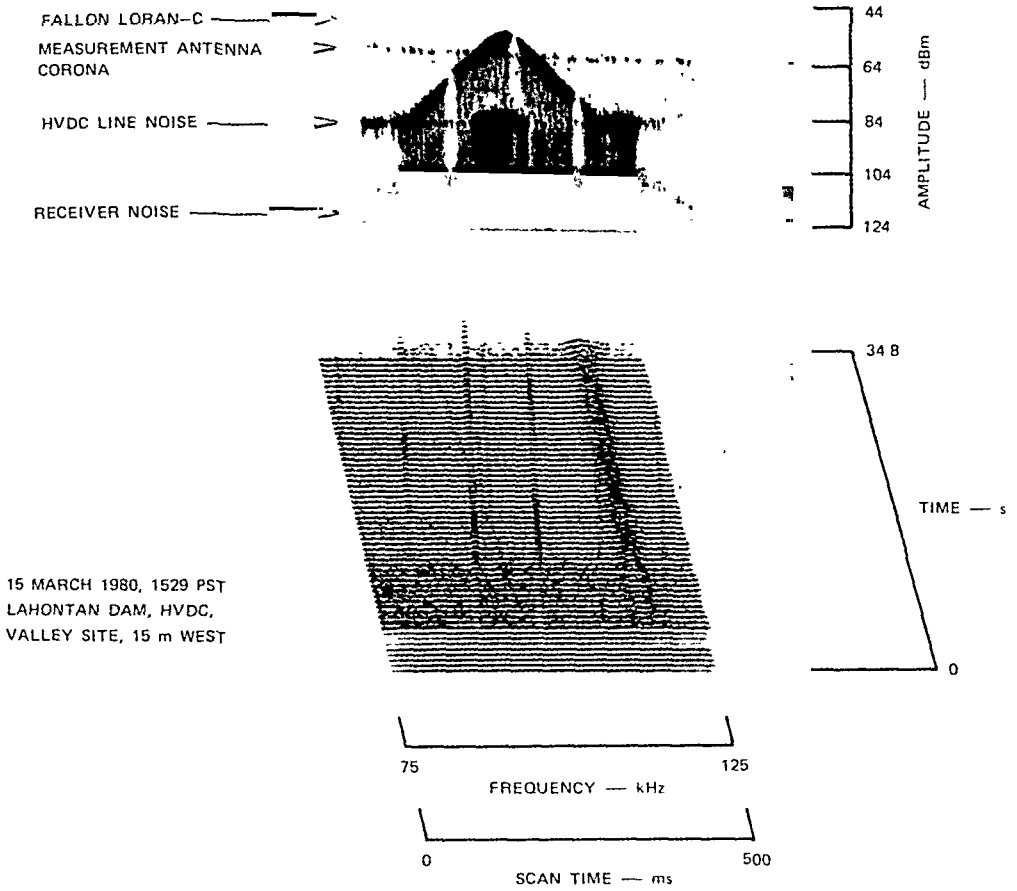 FALLON LORAN-C
MEASUREMENT ANTENNA
CORONA
HVDC LINE NOISE
RECEIVER NOISE
44
64
84
104
124
AMPLITUDE — dBm
34 8
TIME — s
0
15 MARCH 1980, 1529 PST
LAHONTAN DAM, HVDC,
VALLEY SITE, 15 m WEST
75
125
FREQUENCY — kHz
0
500
SCAN TIME — ms